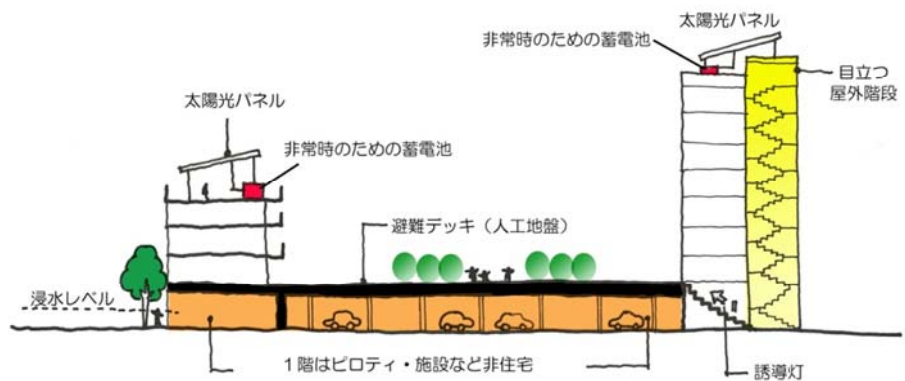 太陽光パネル
非常時のための蓄電池
目立つ
屋外階段
太陽光パネル
非常時のための蓄電池
避難デッキ（人工地盤）
浸水レベル
1階はピロティ・施設など非住宅
誘導灯